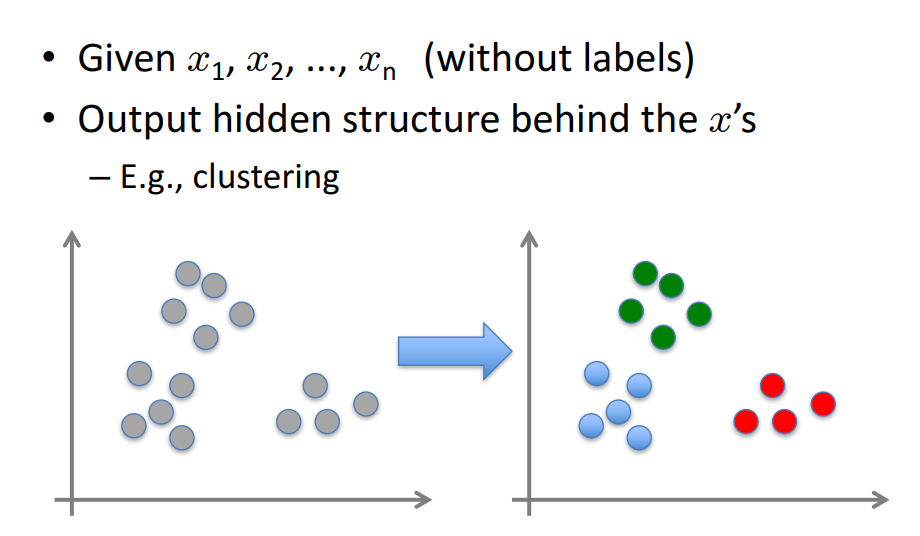 • Given x₁, x₂, ..., xₙ (without labels)
• Output hidden structure behind the x’s
– E.g., clustering